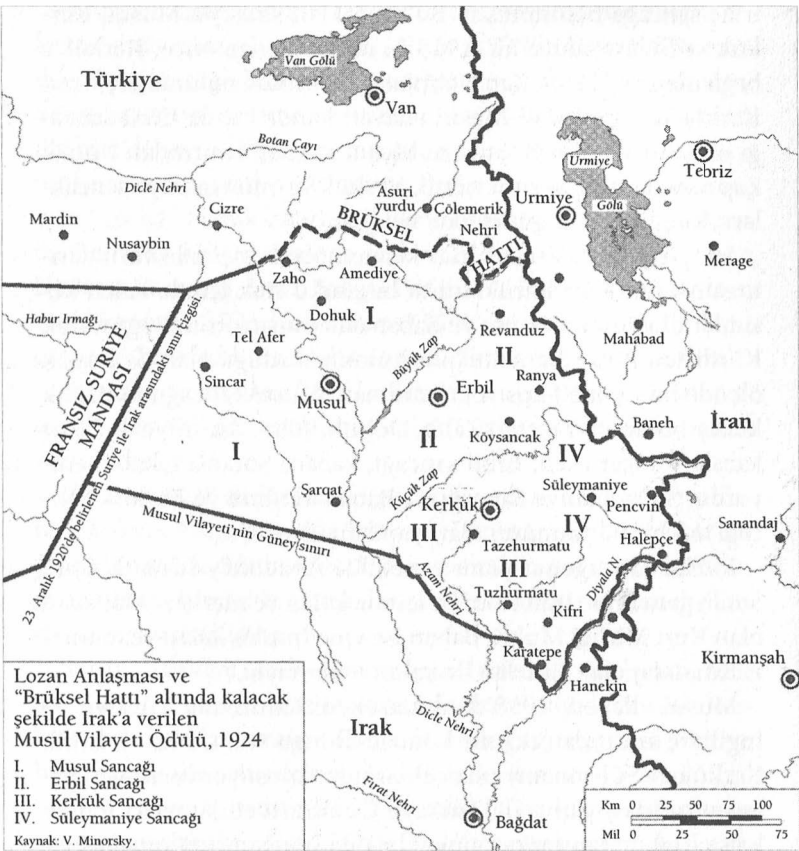 Türkiye
Van Gölü
Van
Botan Çayı
Dicle Nehri
Mardin
Nusaybin
Cizre
yurdu
Cölemerik
Nehri
BRÜKSEL
HATTI
Urmiye
Urmiye
Gölü
Tebriz
Merage
Mahabad
Zaho
Amediye
Dohuk
I
Habur Irmağı
Tel Afer
Sincar
Musul
Büyük Zap
Erbil
Revanduz
II
Ranya
Baneh
İran
FRANSIZ SURİYE
MANDASI
23 Aralık 1920'de belirlenen Suriye ile Irak arasındaki sınır çizgisi
I
II
Köysancak
IV
Şarqat
Küçük Zap
Kerkük
Süleymaniye
Pencvin
Sanandaj
Musul Vilayeti'nin Güney sınırı
III
Tazehurmatu
IV
Halepçe
III
Azam Nehri
Tuzhurmatu
Kifri
Diyala
Karatepe
Hanekin
Kirmanşah
Irak
Dicle Nehri
Fırat Nehri
Bağdat
Lozan Anlaşması ve
“Brüksel Hattı” altında kalacak
şekilde Irak'a verilen
Musul Vilayeti Ödülü, 1924
I. Musul Sancağı
II. Erbil Sancağı
III. Kerkük Sancağı
IV. Süleymaniye Sancağı
Kaynak: V. Minorsky.
Km 0 25 50 75 100
Mil 0 25 50 75